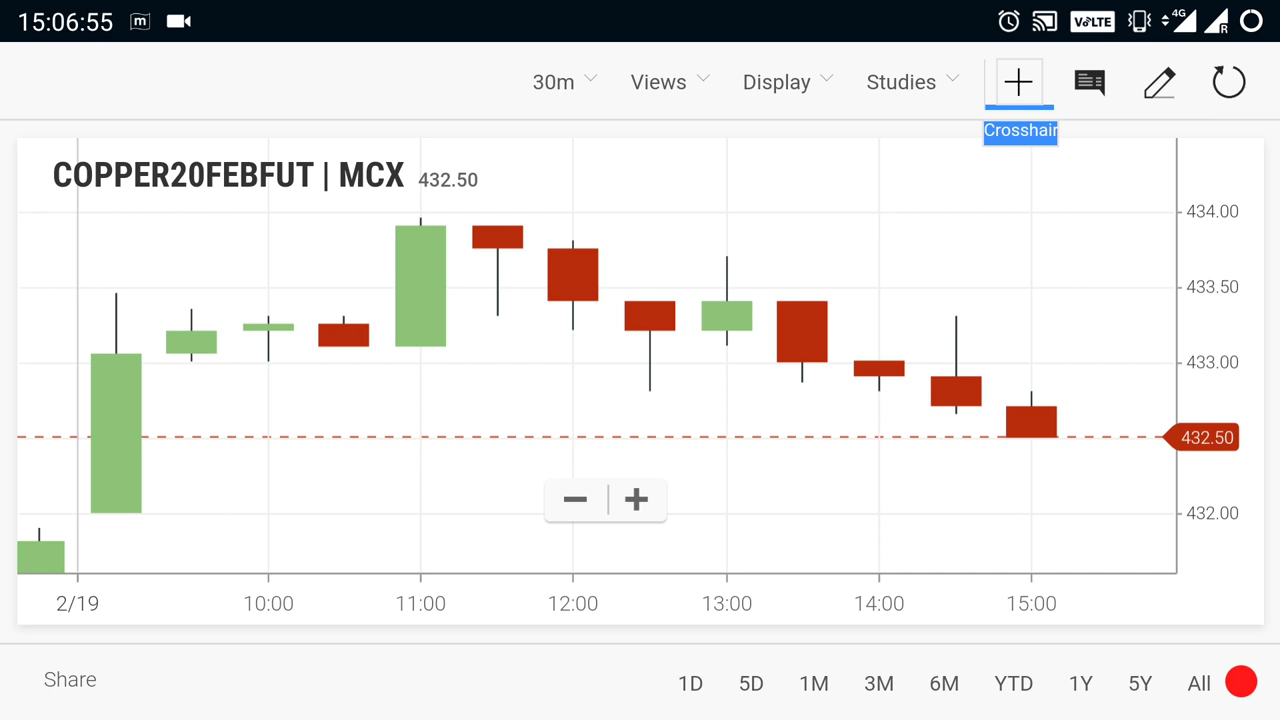 15:06:55 m VoLTE 4G R
30m Views Display Studies
Crosshair
COPPER20FEBFUT | MCX 432.50
434.00
433.50
433.00
432.50
432.00
2/19 10:00 11:00 12:00 13:00 14:00 15:00
Share 1D 5D 1M 3M 6M YTD 1Y 5Y All